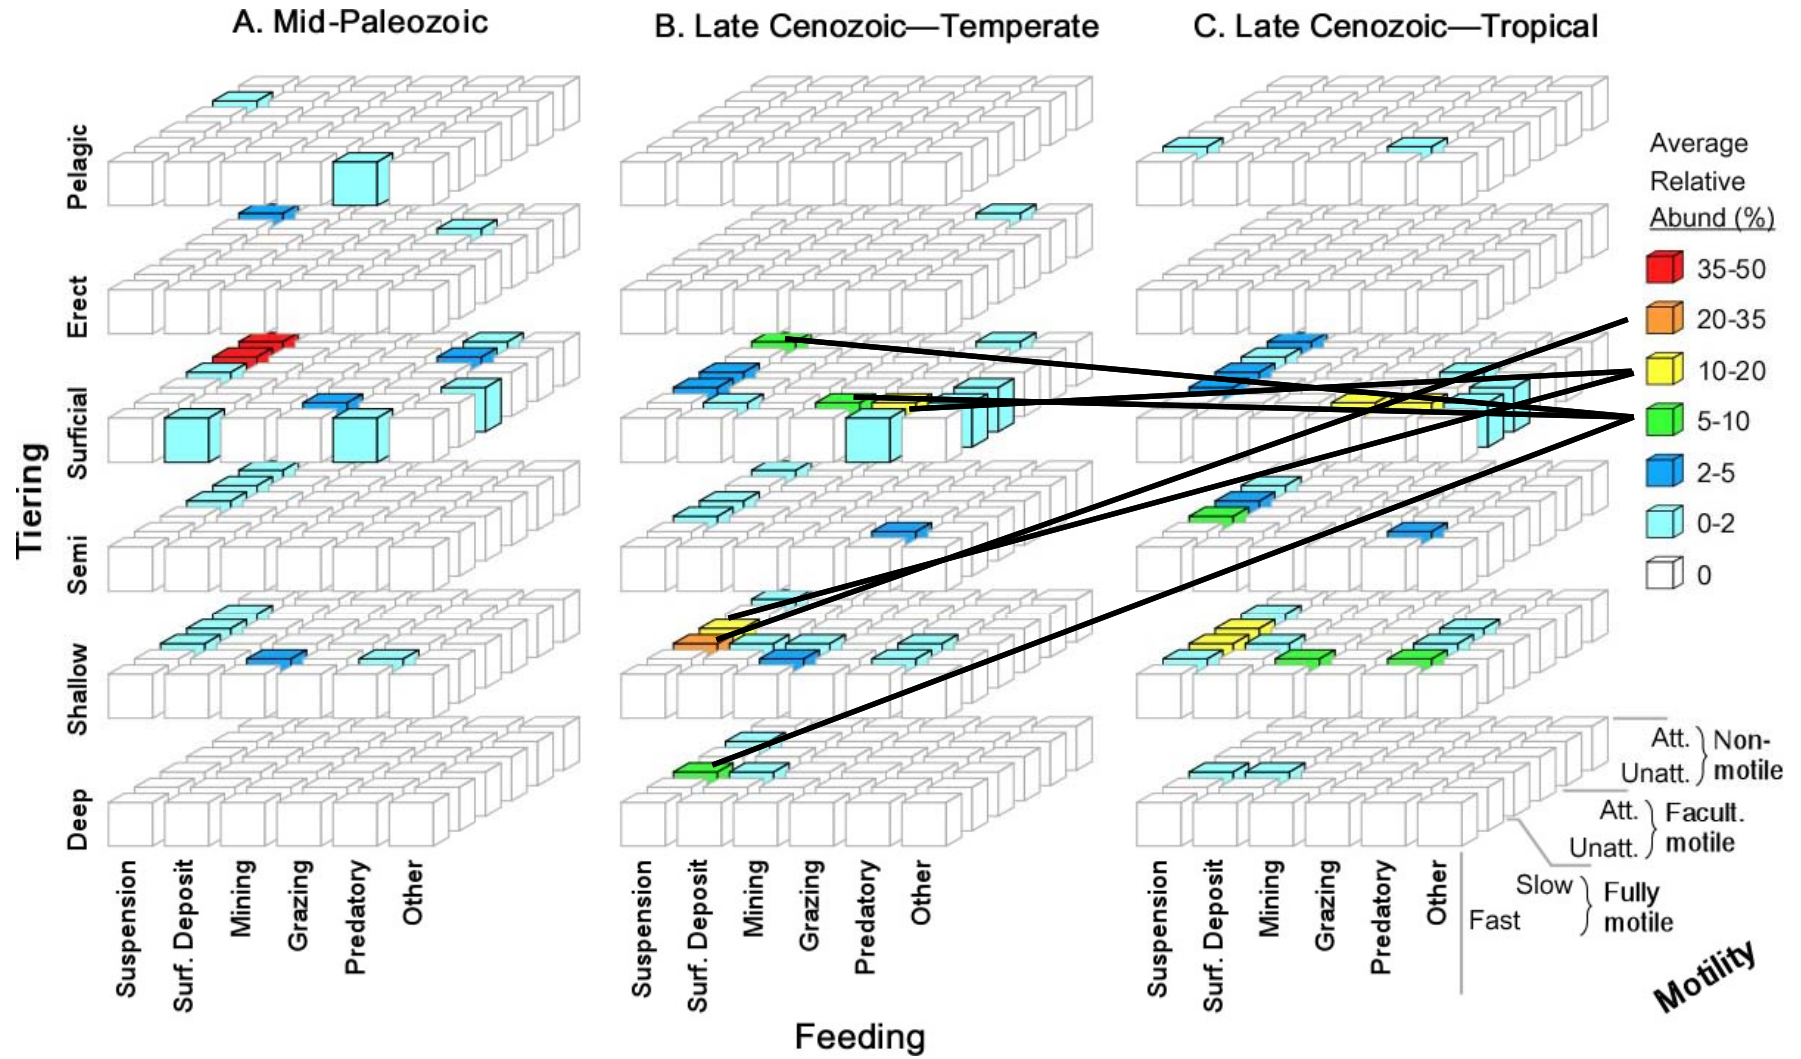 A. Mid-Paleozoic
B. Late Cenozoic—Temperate
C. Late Cenozoic—Tropical
Tiering
Pelagic
Erect
Surficial
Semi
Shallow
Deep
Average
Relative
Abund (%)
35-50
20-35
10-20
5-10
2-5
0-2
0
Att.
Unatt.
Non-
motile
Att.
Unatt.
Facult.
motile
Slow
Fast
Fully
motile
Motility
Suspension
Surf. Deposit
Mining
Grazing
Predatory
Other
Suspension
Surf. Deposit
Mining
Grazing
Predatory
Other
Suspension
Surf. Deposit
Mining
Grazing
Predatory
Other
Feeding